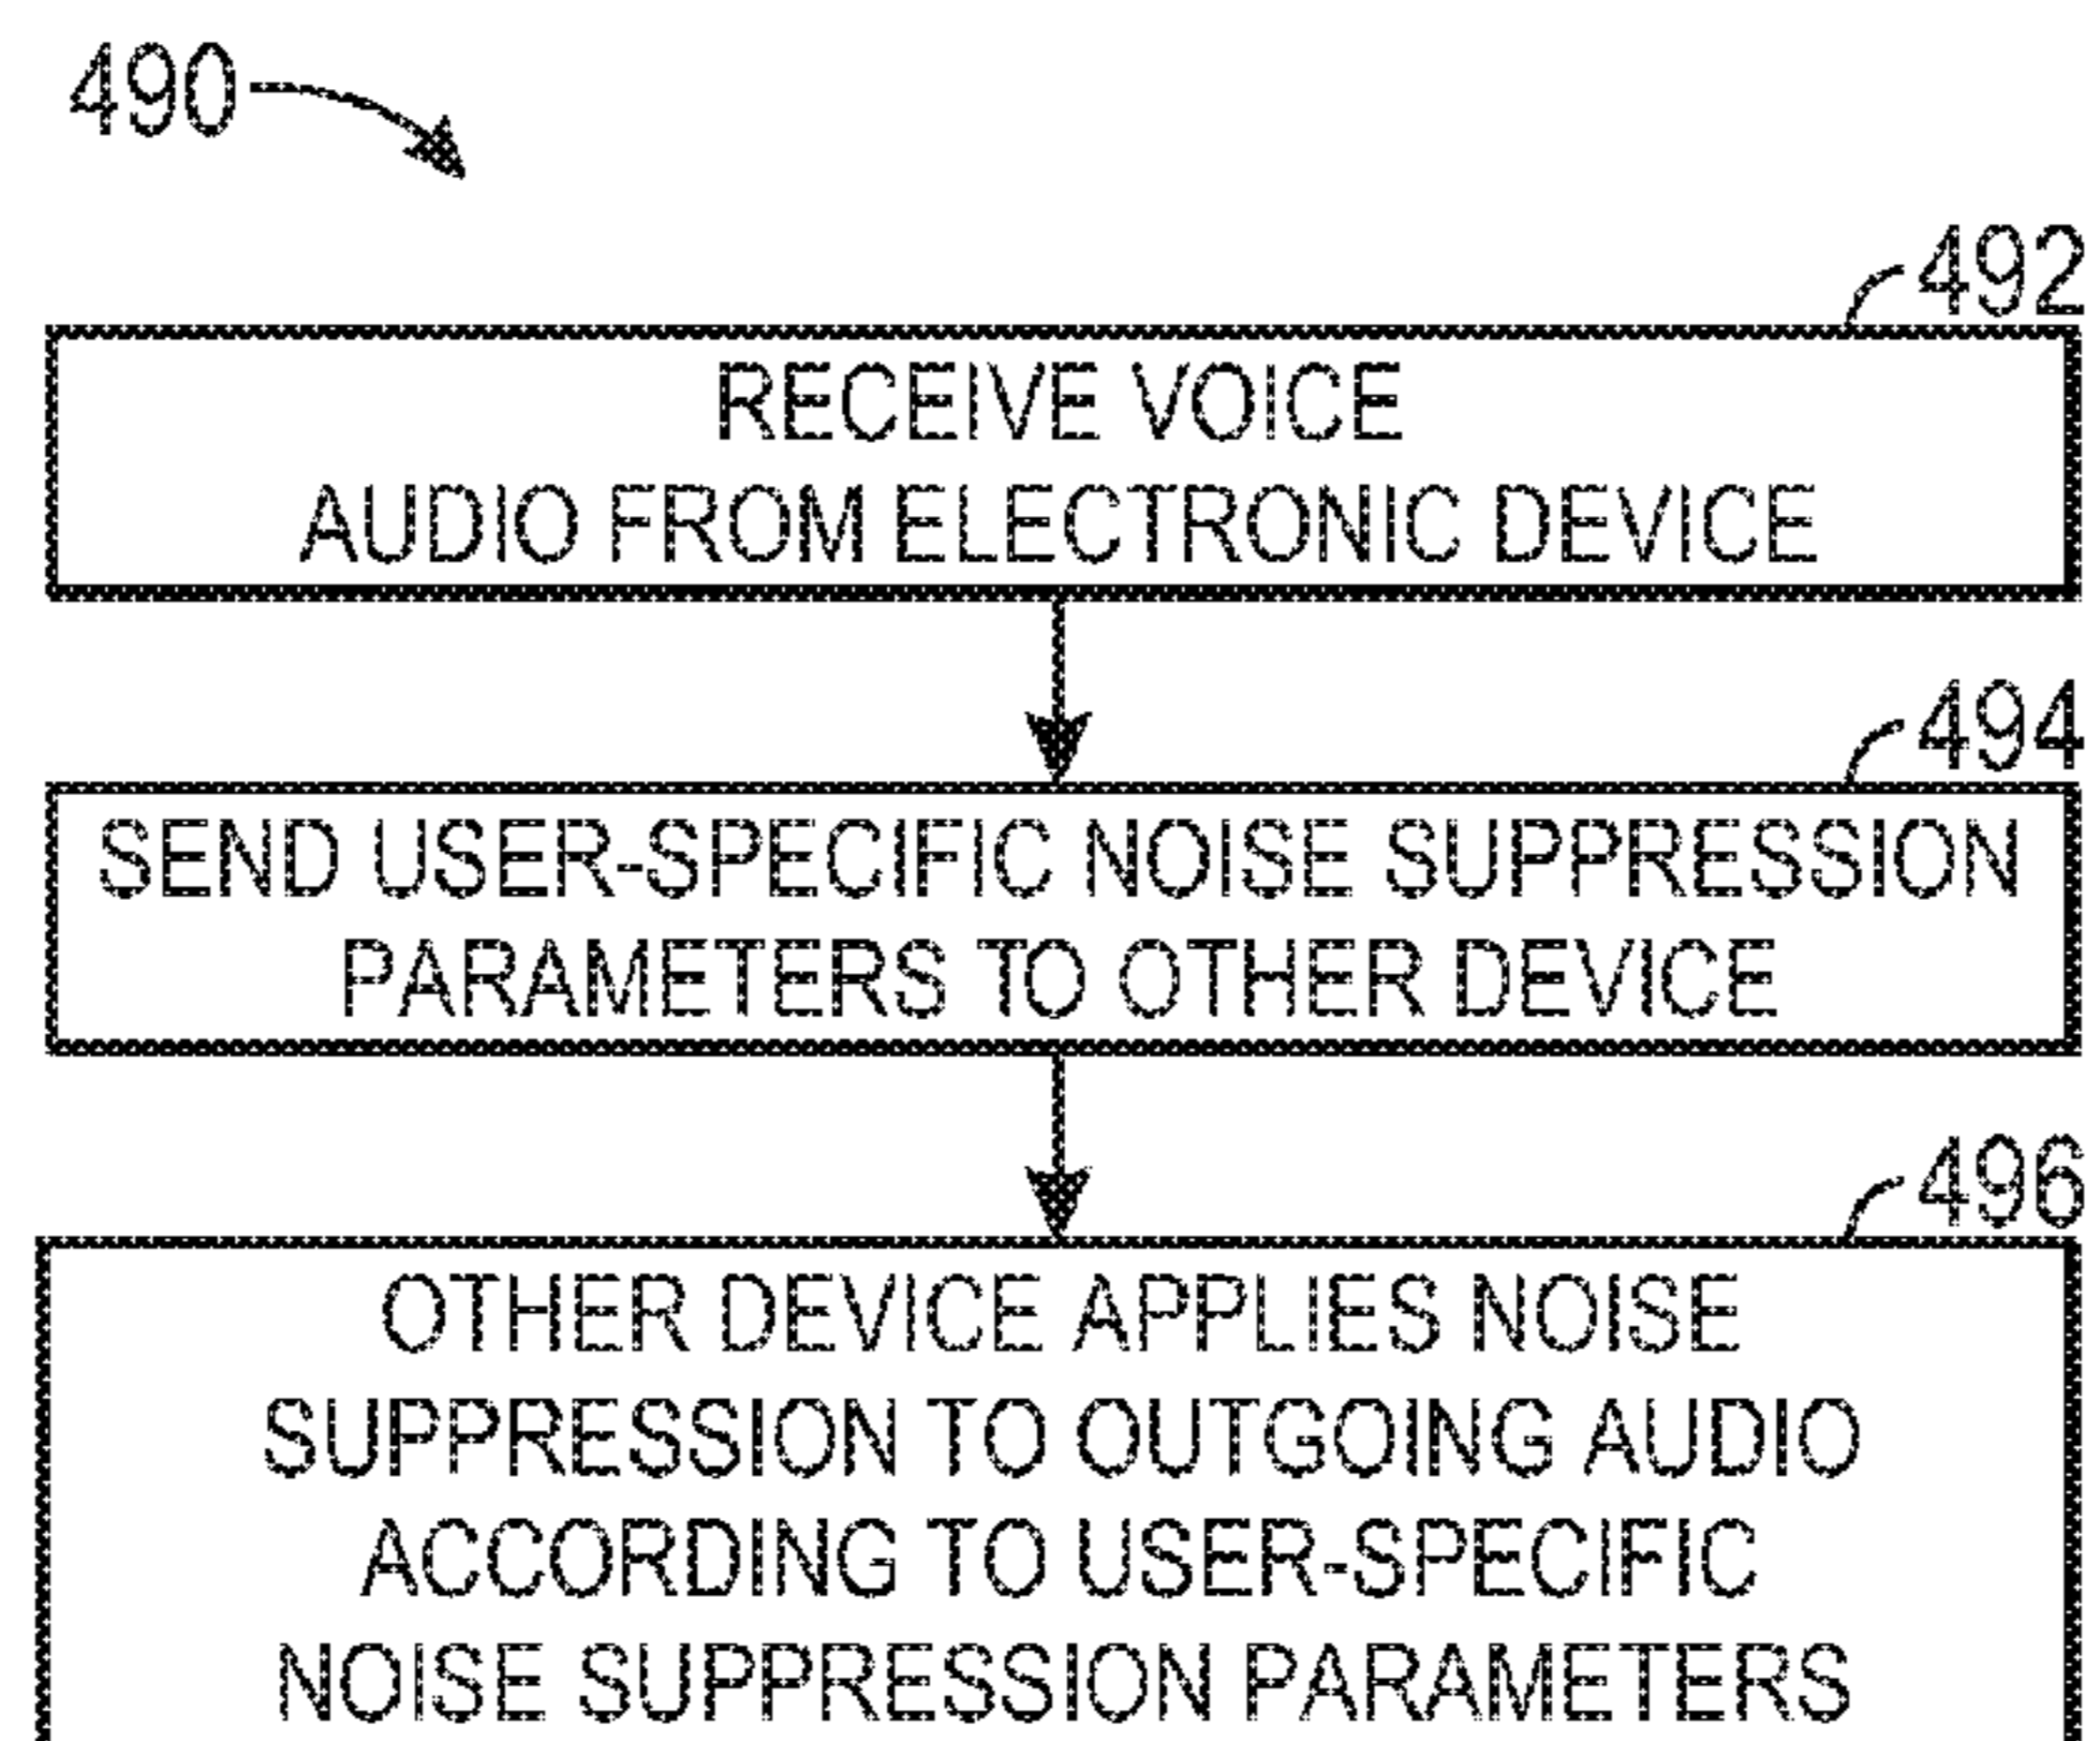 490
492
RECEIVE VOICE
AUDIO FROM ELECTRONIC DEVICE
494
SEND USER-SPECIFIC NOISE SUPPRESSION
PARAMETERS TO OTHER DEVICE
496
OTHER DEVICE APPLIES NOISE
SUPPRESSION TO OUTGOING AUDIO
ACCORDING TO USER-SPECIFIC
NOISE SUPPRESSION PARAMETERS